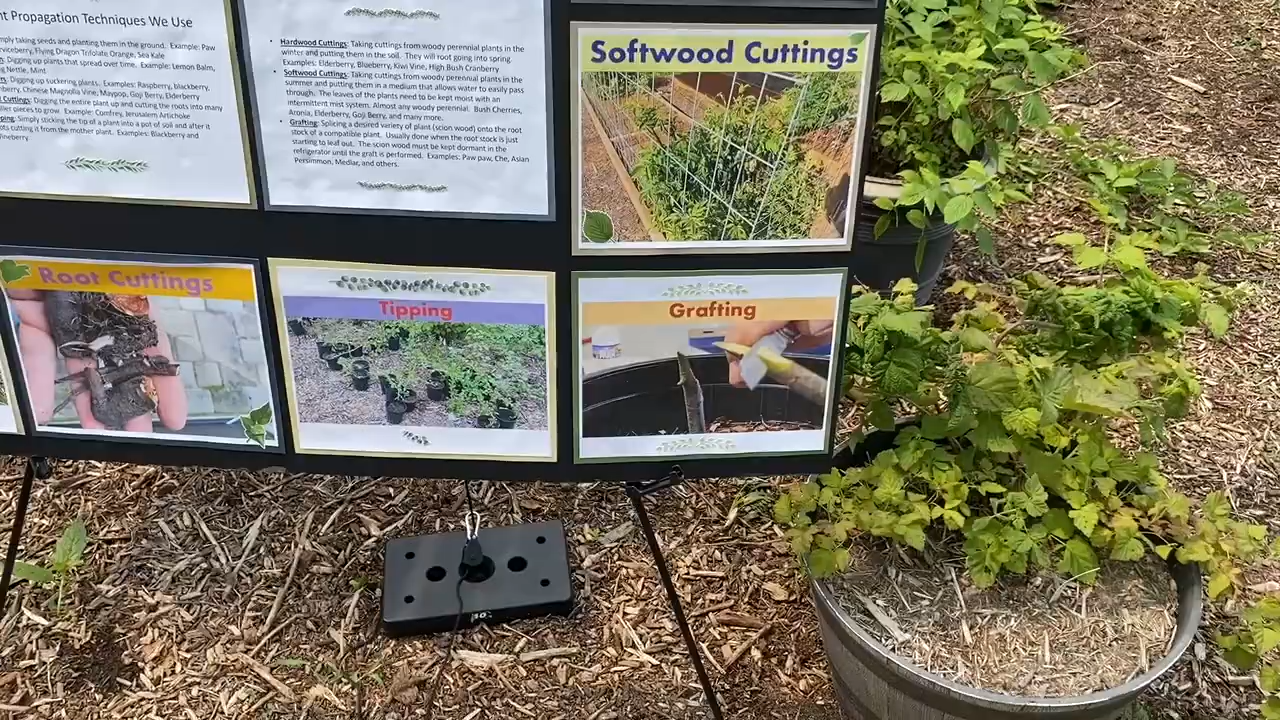 nt Propagation Techniques We Use
mply taking seeds and planting them in the ground. Example: Paw
rviceberry, Flying Dragon Trifolate Orange, Sea Kale
Digging up plants that spread over time. Example: Lemon Balm,
g Nettle, Mint
Digging up suckering plants. Examples: Raspberry, blackberry,
nberry, Chinese Magnolia Vine, Maypop, Goji Berry, Elderberry
Cuttings: Digging the entire plant up and cutting the roots into many
ller pieces to grow. Example: Comfrey, Jerusalem Artichoke
ping: Simply sticking the tip of a plant into a pot of soil and after it
ots cutting it from the mother plant. Examples: Blackberry and
Wineberry
• Hardwood Cuttings: Taking cuttings from woody perennial plants in the
winter and putting them in the soil. They will root going into spring.
Examples: Elderberry, Blueberry, Kiwi Vine, High Bush Cranberry
• Softwood Cuttings: Taking cuttings from woody perennial plants in the
summer and putting them in a medium that allows water to easily pass
through. The leaves of the plants need to be kept moist with an
intermittent mist system. Almost any woody perennial. Bush Cherries,
Aronia, Elderberry, Goji Berry, and many more.
• Grafting: Splicing a desired variety of plant (scion wood) onto the root
stock of a compatible plant. Usually done when the root stock is just
starting to leaf out. The scion wood must be kept dormant in the
refrigerator until the graft is performed. Examples: Paw paw, Che, Asian
Persimmon, Medlar, and others.
Softwood Cuttings
Root Cuttings
Tipping
Grafting